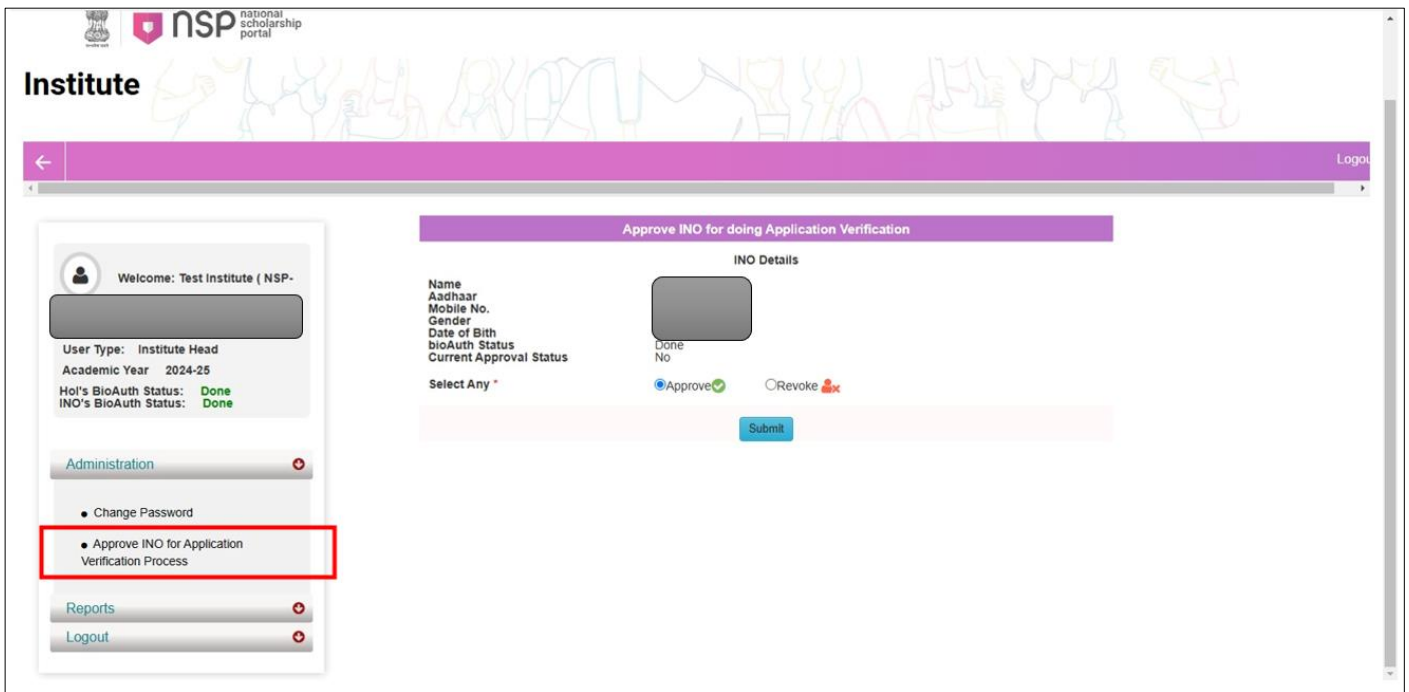 nsp national
scholarship
portal
Institute
Logou
Welcome: Test Institute ( NSP-
User Type: Institute Head
Academic Year 2024-25
HoI's BioAuth Status: Done
INO's BioAuth Status: Done
Administration
Change Password
Approve INO for Application
Verification Process
Reports
Logout
Approve INO for doing Application Verification
INO Details
Name
Aadhaar
Mobile No.
Gender
Date of Bith
bioAuth Status Done
Current Approval Status No
Select Any * Approve Revoke
Submit